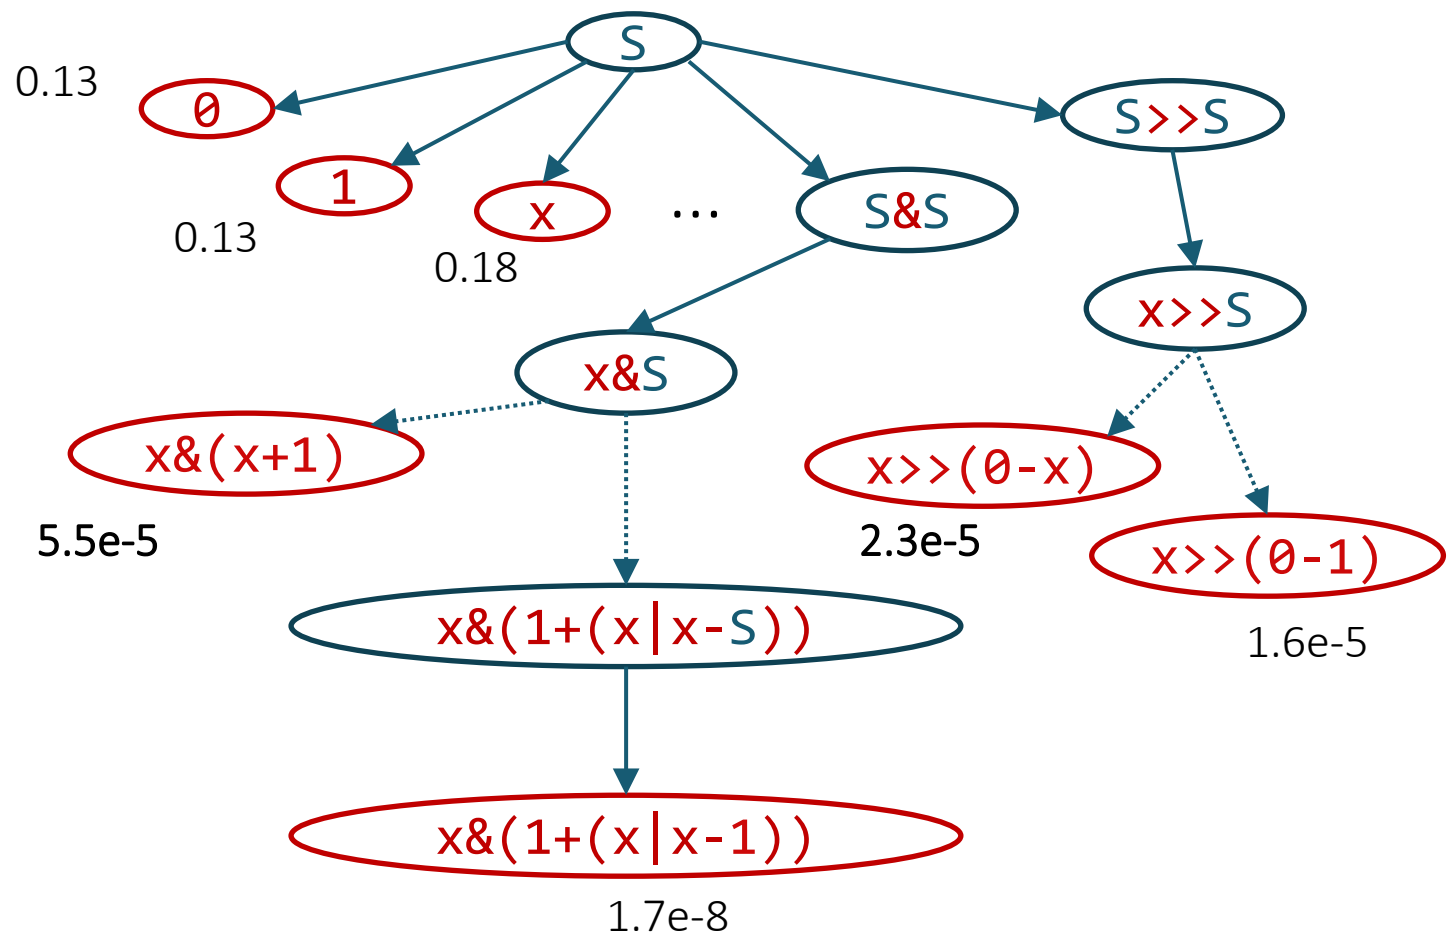 S
0.13
0
S>>S
1
x
...
S&S
0.13
0.18
x>>S
x&S
x&(x+1)
x>>(0-x)
5.5e-5
2.3e-5
x>>(0-1)
x&(1+(x|x-S))
1.6e-5
x&(1+(x|x-1))
1.7e-8